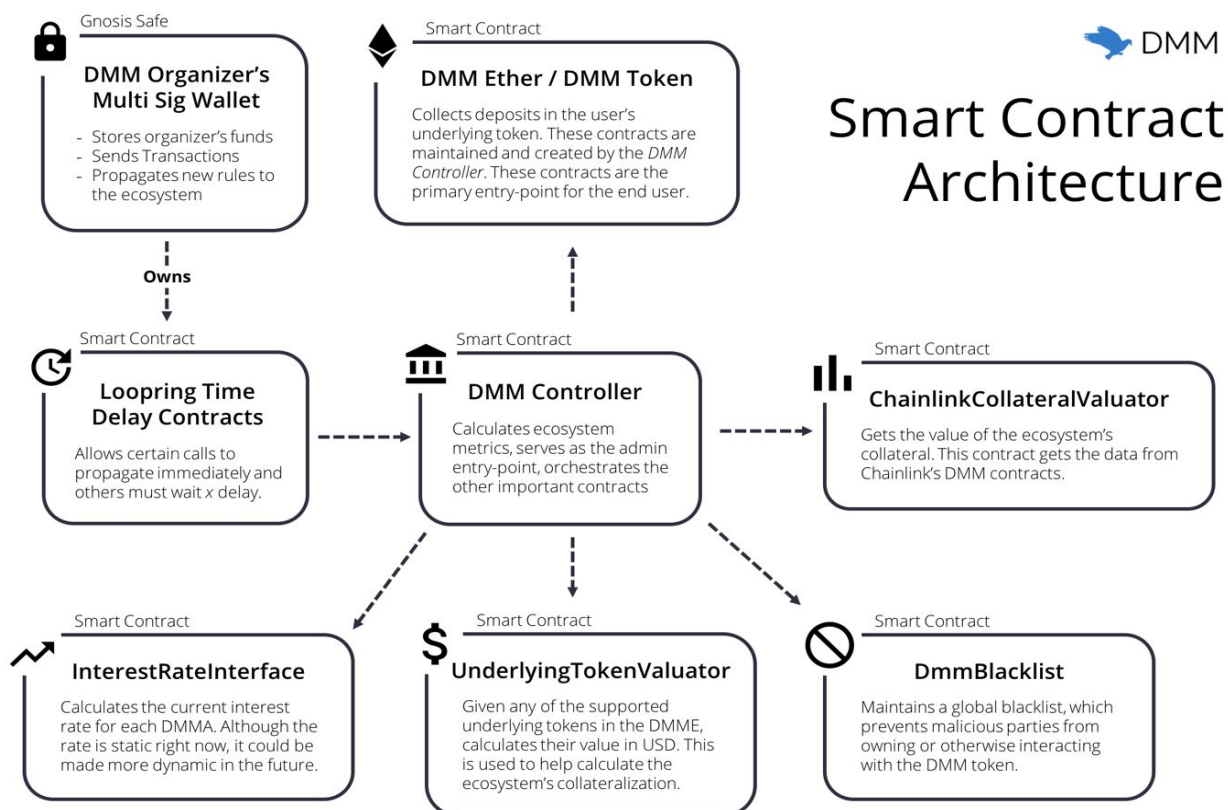 Gnosis Safe
DMM Organizer's
Multi Sig Wallet
- Stores organizer's funds
- Sends Transactions
- Propagates new rules to
the ecosystem
Smart Contract
DMM Ether / DMM Token
Collects deposits in the user's
underlying token. These contracts are
maintained and created by the DMM
Controller. These contracts are the
primary entry-point for the end user.
DMM
Smart Contract
Architecture
Owns
Smart Contract
Loopring Time
Delay Contracts
Allows certain calls to
propagate immediately and
others must wait x delay.
Smart Contract
DMM Controller
Calculates ecosystem
metrics, serves as the admin
entry-point, orchestrates the
other important contracts
Smart Contract
ChainlinkCollateralValuator
Gets the value of the ecosystem's
collateral. This contract gets the data from
Chainlink's DMM contracts.
Smart Contract
InterestRateInterface
Calculates the current interest
rate for each DMMA. Although the
rate is static right now, it could be
made more dynamic in the future.
Smart Contract
UnderlyingTokenValuator
Given any of the supported
underlying tokens in the DMME,
calculates their value in USD. This
is used to help calculate the
ecosystem's collateralization.
Smart Contract
DmmBlacklist
Maintains a global blacklist, which
prevents malicious parties from
owning or otherwise interacting
with the DMM token.